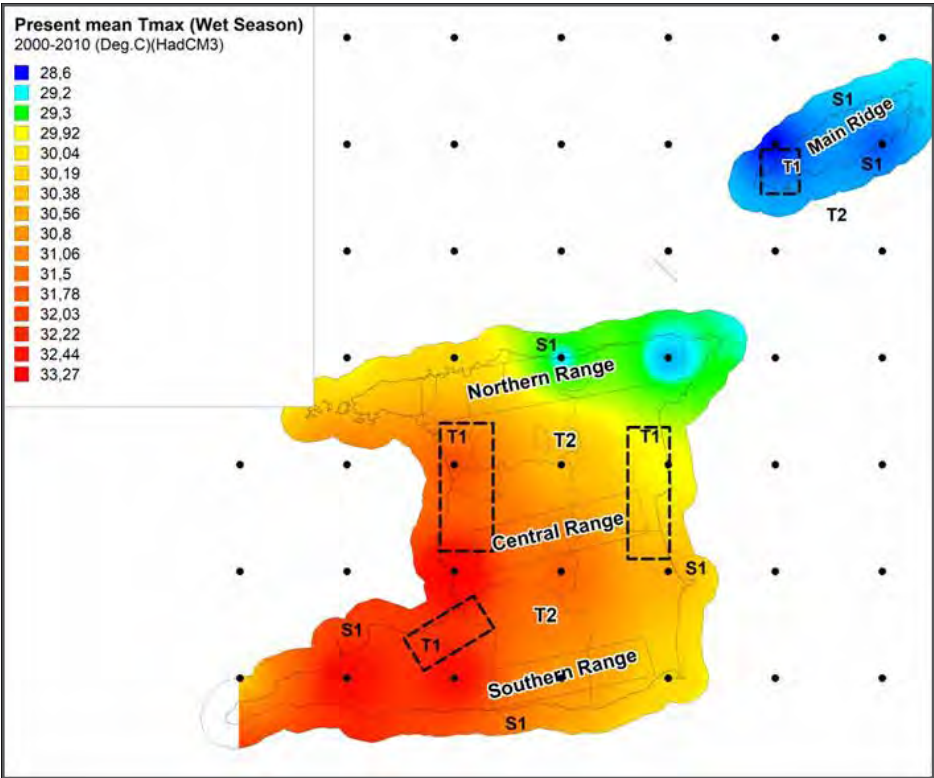 Present mean Tmax (Wet Season)
2000-2010 (Deg.C)(HadCM3)
28,6
29,2
29,3
29,92
30,04
30,19
30,38
30,56
30,8
31,06
31,5
31,78
32,03
32,22
32,44
33,27
S1
Main Ridge
T1
S1
T2
S1
Northern Range
T1
T2
T1
Central Range
S1
T2
S1
T1
Southern Range
S1